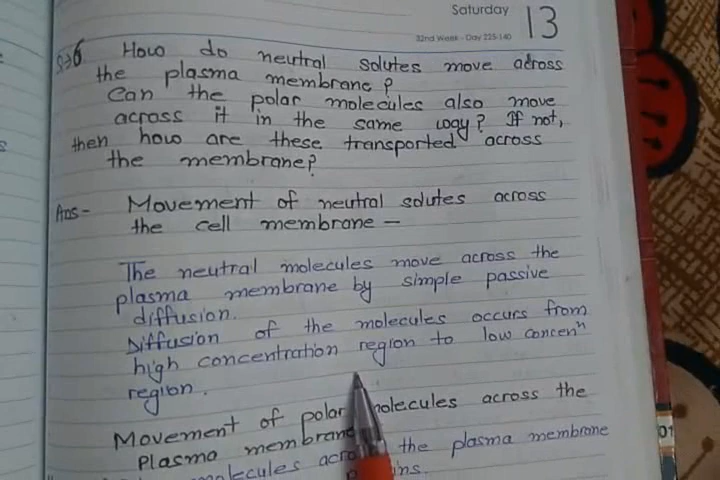 Saturday 13
32nd Week - Day 225-140
Q→6 How do neutral solutes move across
the plasma membrane?
Can the polar molecules also move
across it in the same way? If not,
then how are these transported across
the membrane?
Ans- Movement of neutral solutes across
the cell membrane —
The neutral molecules move across the
plasma membrane by simple passive
diffusion.
Diffusion of the molecules occurs from
high concentration region to low concenⁿ
region.
Movement of polar molecules across the
Plasma membrane
molecules across the plasma membrane
01